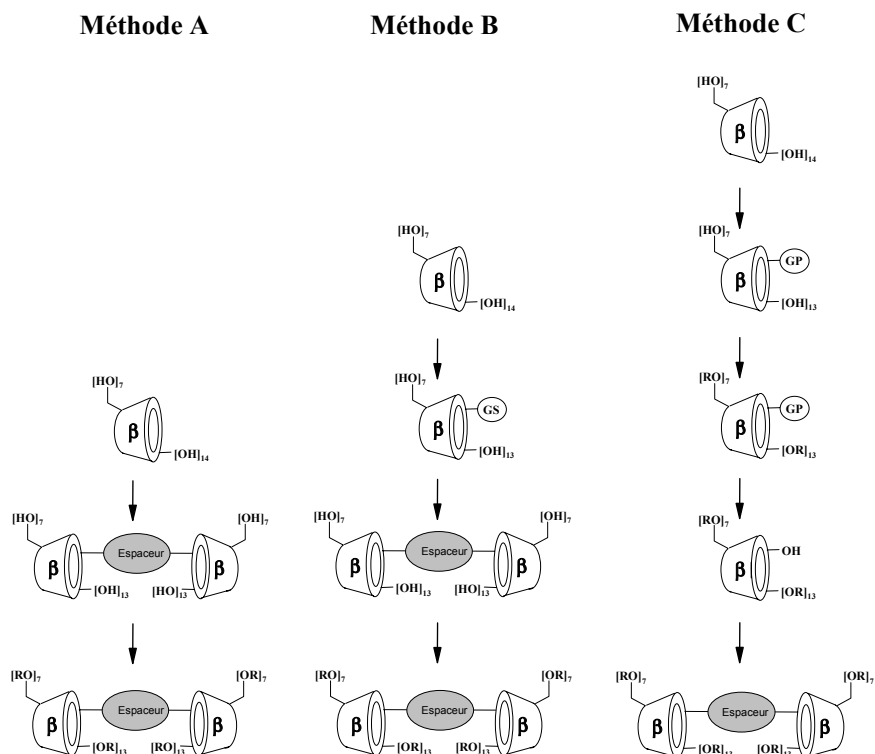 Méthode A
Méthode B
Méthode C
[HO]7
β
[OH]14
[HO]7
β
[OH]14
[HO]7
GP
β
[OH]13
[HO]7
β
[OH]14
[HO]7
GS
β
[OH]13
[RO]7
GP
β
[OR]13
[HO]7
[OH]7
Espaceur
β
β
[OH]13
[HO]13
[HO]7
[OH]7
Espaceur
β
β
[OH]13
[HO]13
[RO]7
OH
β
[OR]13
[RO]7
[OR]7
Espaceur
β
β
[OR]13
[RO]13
[RO]7
[OR]7
Espaceur
β
β
[OR]13
[RO]13
[RO]7
[OR]7
Espaceur
β
β
[OR]13
[OR]13